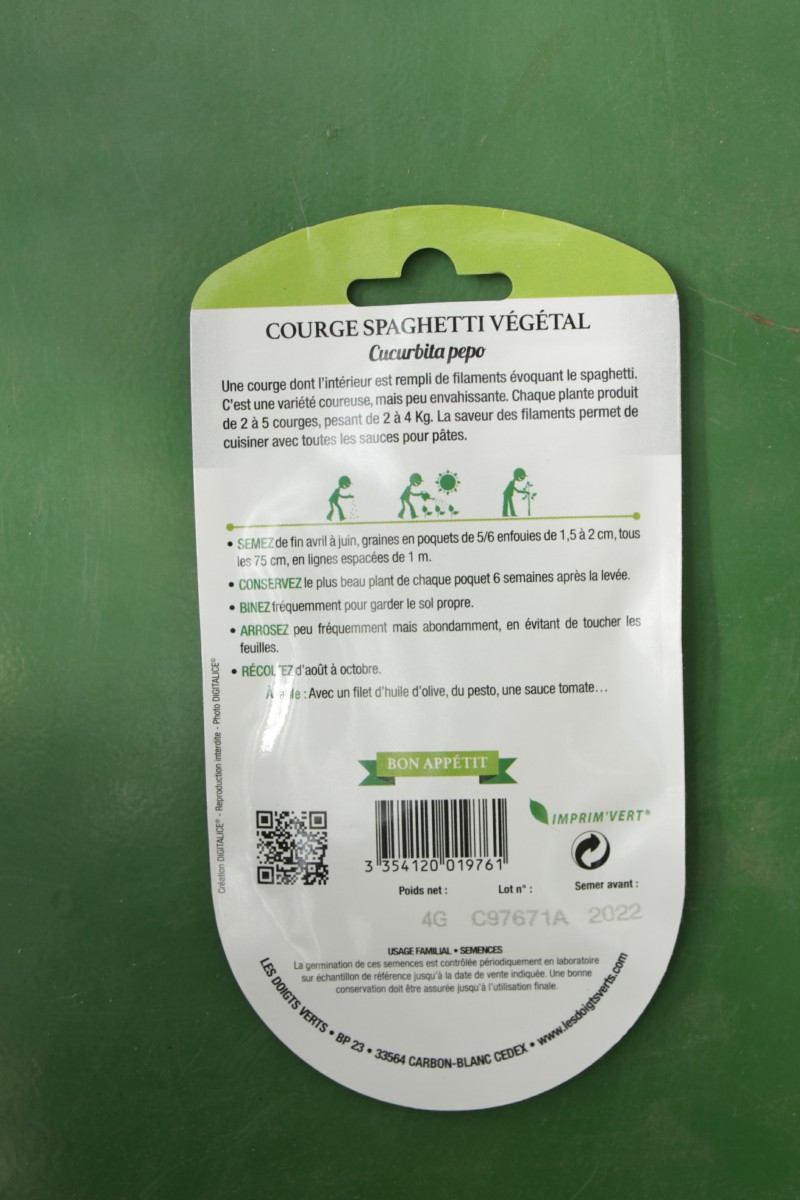 COURGE SPAGHETTI VÉGÉTAL
Cucurbita pepo
Une courge dont l'intérieur est rempli de filaments évoquant le spaghetti.
C'est une variété coureuse, mais peu envahissante. Chaque plante produit
de 2 à 5 courges, pesant de 2 à 4 Kg. La saveur des filaments permet de
cuisiner avec toutes les sauces pour pâtes.
• SEMEZ de fin avril à juin, graines en poquets de 5/6 enfouies de 1,5 à 2 cm, tous
les 75 cm, en lignes espacées de 1 m.
• CONSERVEZ le plus beau plant de chaque poquet 6 semaines après la levée.
• BINEZ fréquemment pour garder le sol propre.
• ARROSEZ peu fréquemment mais abondamment, en évitant de toucher les
feuilles.
• RÉCOLTEZ d'août à octobre.
: Avec un filet d'huile d'olive, du pesto, une sauce tomate...
Création DIGITALICE® - Reproduction interdite - Photo DIGITALICE®
BON APPÉTIT
IMPRIM'VERT®
3 354120 019761
Poids net : Lot n° : Semer avant :
4G C97671A 2022
USAGE FAMILIAL • SEMENCES
La germination de ces semences est contrôlée périodiquement en laboratoire
sur échantillon de référence jusqu'à la date de vente indiquée. Une bonne
conservation doit être assurée jusqu'à l'utilisation finale.
LES DOIGTS VERTS • BP 23 • 33564 CARBON-BLANC CEDEX • www.lesdoigtsverts.com